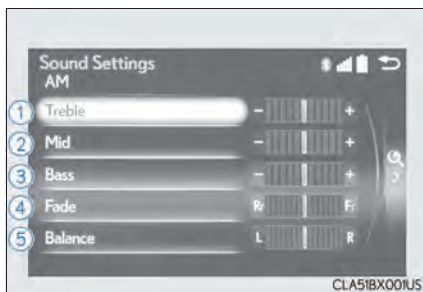 Sound Settings
AM
1 Treble - +
2 Mid - +
3 Bass - +
4 Fade Rr Fr
5 Balance L R
CLA51BX001US